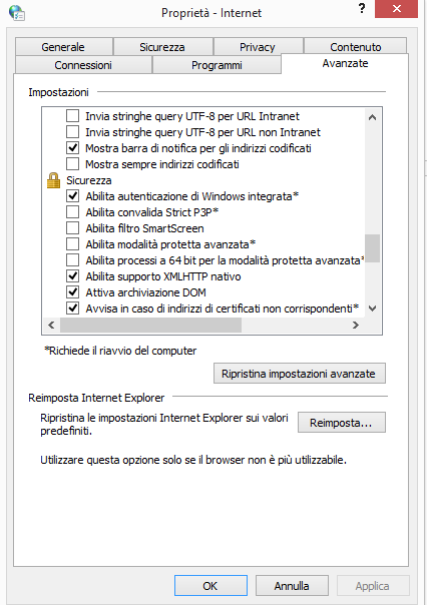 Proprietà - Internet
?
Generale Sicurezza Privacy Contenuto
Connessioni Programmi Avanzate
Impostazioni
Invia stringhe query UTF-8 per URL Intranet
Invia stringhe query UTF-8 per URL non Intranet
Mostra barra di notifica per gli indirizzi codificati
Mostra sempre indirizzi codificati
Sicurezza
Abilita autenticazione di Windows integrata*
Abilita convalida Strict P3P*
Abilita filtro SmartScreen
Abilita modalità protetta avanzata*
Abilita processi a 64 bit per la modalità protetta avanzata*
Abilita supporto XMLHTTP nativo
Attiva archiviazione DOM
Avvisa in caso di indirizzi di certificati non corrispondenti*
*Richiede il riavvio del computer
Ripristina impostazioni avanzate
Reimposta Internet Explorer
Ripristina le impostazioni Internet Explorer sui valori
predefiniti.
Reimposta...
Utilizzare questa opzione solo se il browser non è più utilizzabile.
OK Annulla Applica